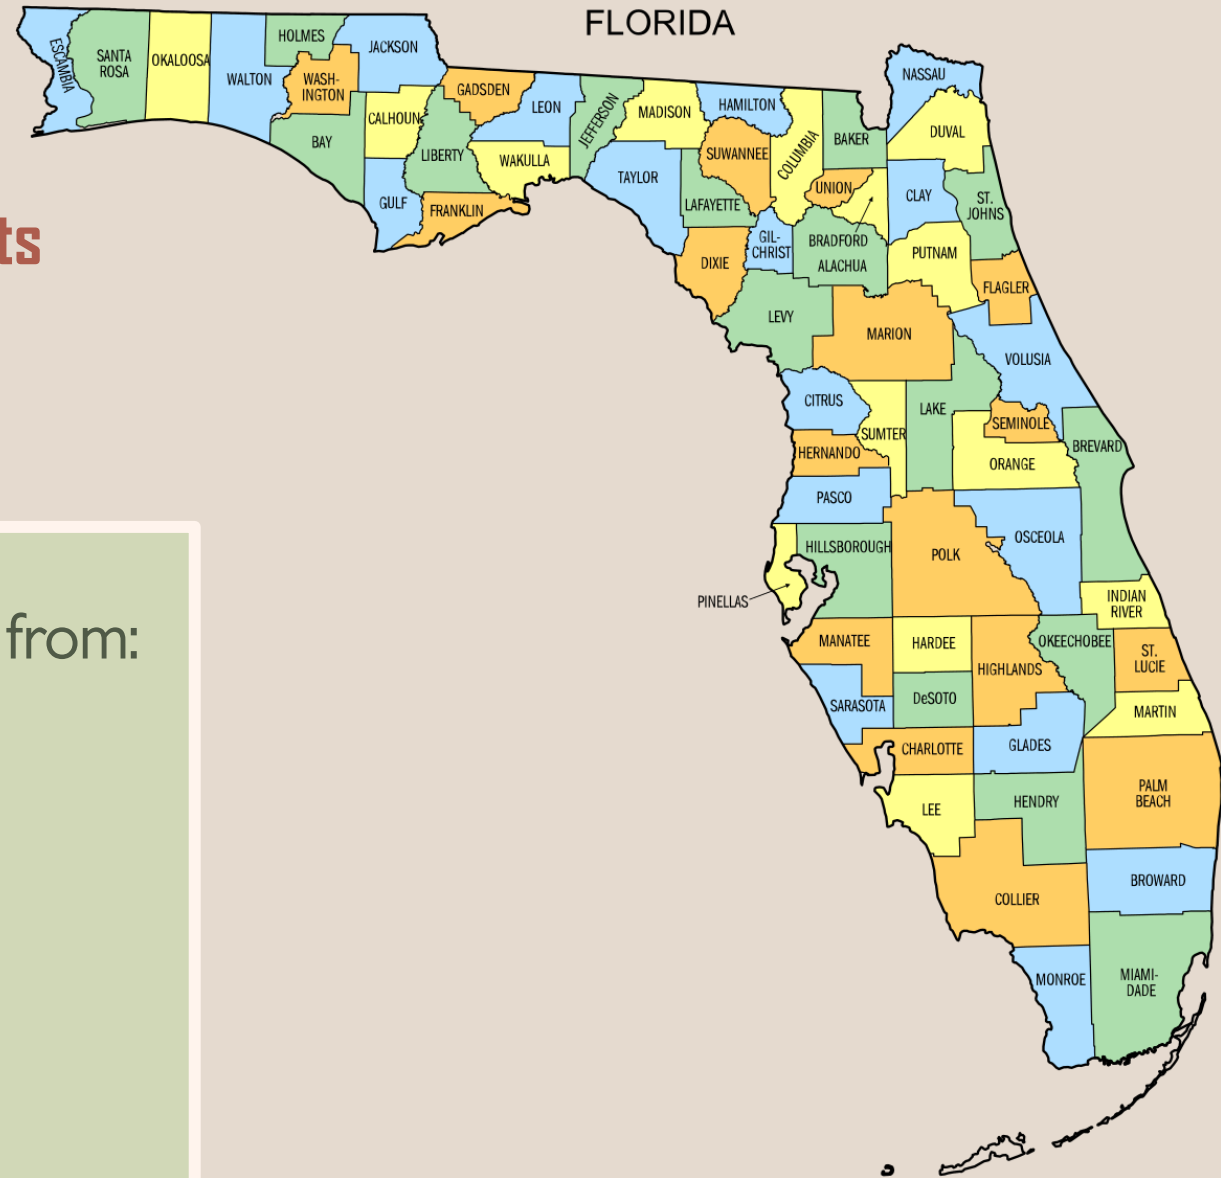 FLORIDA
ESCAMBIA
SANTA
ROSA
OKALOOSA
WALTON
HOLMES
WASH-
INGTON
JACKSON
BAY
CALHOUN
GULF
LIBERTY
GADSDEN
FRANKLIN
LEON
WAKULLA
JEFFERSON
MADISON
TAYLOR
HAMILTON
SUWANNEE
LAFAYETTE
DIXIE
COLUMBIA
GIL-
CHRIST
BAKER
UNION
BRADFORD
ALACHUA
NASSAU
DUVAL
CLAY
ST.
JOHNS
PUTNAM
FLAGLER
LEVY
MARION
VOLUSIA
CITRUS
SUMTER
LAKE
SEMINOLE
HERNANDO
ORANGE
BREVARD
PASCO
HILLSBOROUGH
PINELLAS
POLK
OSCEOLA
INDIAN
RIVER
MANATEE
HARDEE
HIGHLANDS
OKEECHOBEE
ST.
LUCIE
SARASOTA
DeSOTO
MARTIN
CHARLOTTE
GLADES
LEE
HENDRY
PALM
BEACH
COLLIER
BROWARD
MONROE
MIAMI-
DADE
ts
from: